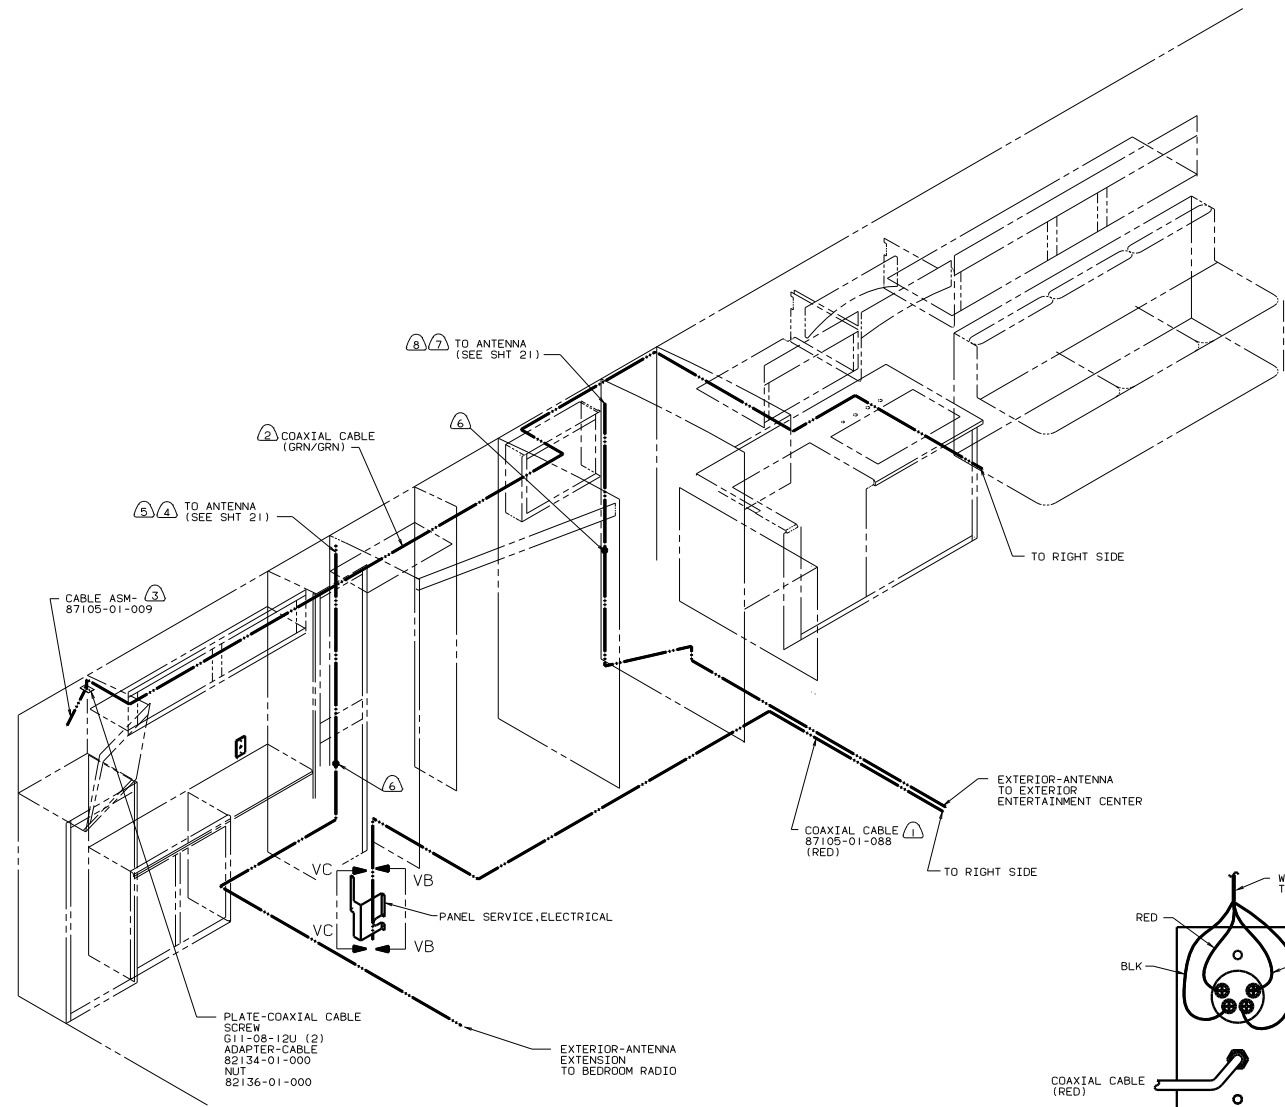 8 7 TO ANTENNA
(SEE SHT 21)
6
2 COAXIAL CABLE
(GRN/GRN)
5 4 TO ANTENNA
(SEE SHT 21)
TO RIGHT SIDE
CABLE ASM- 3
87105-01-009
6
EXTERIOR-ANTENNA
TO EXTERIOR
ENTERTAINMENT CENTER
COAXIAL CABLE 1
87105-01-088
(RED)
TO RIGHT SIDE
VC
VB
PANEL SERVICE,ELECTRICAL
VC
VB
W
T
RED
BLK
PLATE-COAXIAL CABLE
SCREW
G11-08-12U (2)
ADAPTER-CABLE
82134-01-000
NUT
82136-01-000
EXTERIOR-ANTENNA
EXTENSION
TO BEDROOM RADIO
COAXIAL CABLE
(RED)